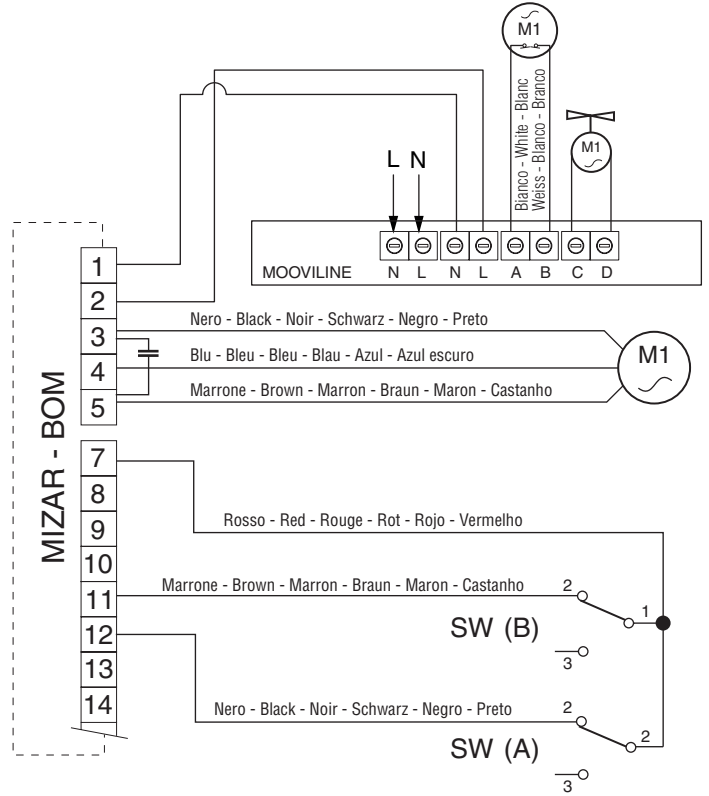 M1
Bianco - White - Blanc
Weiss - Blanco - Branco
M1
L N
MOOVILINE N L N L A B C D
MIZAR - BOM
1
2
3
4
5
Nero - Black - Noir - Schwarz - Negro - Preto
Blu - Bleu - Bleu - Blau - Azul - Azul escuro
Marrone - Brown - Marron - Braun - Maron - Castanho
M1
7
8
9
10
11
12
13
14
Rosso - Red - Rouge - Rot - Rojo - Vermelho
Marrone - Brown - Marron - Braun - Maron - Castanho
2
1
SW (B)
3
Nero - Black - Noir - Schwarz - Negro - Preto
2
2
SW (A)
3